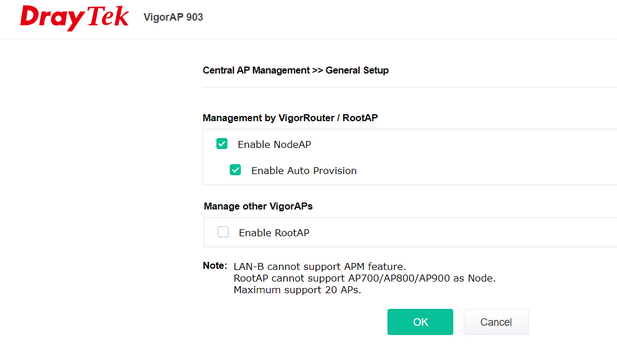 DrayTek VigorAP 903
Central AP Management >> General Setup
Management by VigorRouter / RootAP
Enable NodeAP
Enable Auto Provision
Manage other VigorAPs
Enable RootAP
Note: LAN-B cannot support APM feature.
RootAP cannot support AP700/AP800/AP900 as Node.
Maximum support 20 APs.
OK Cancel